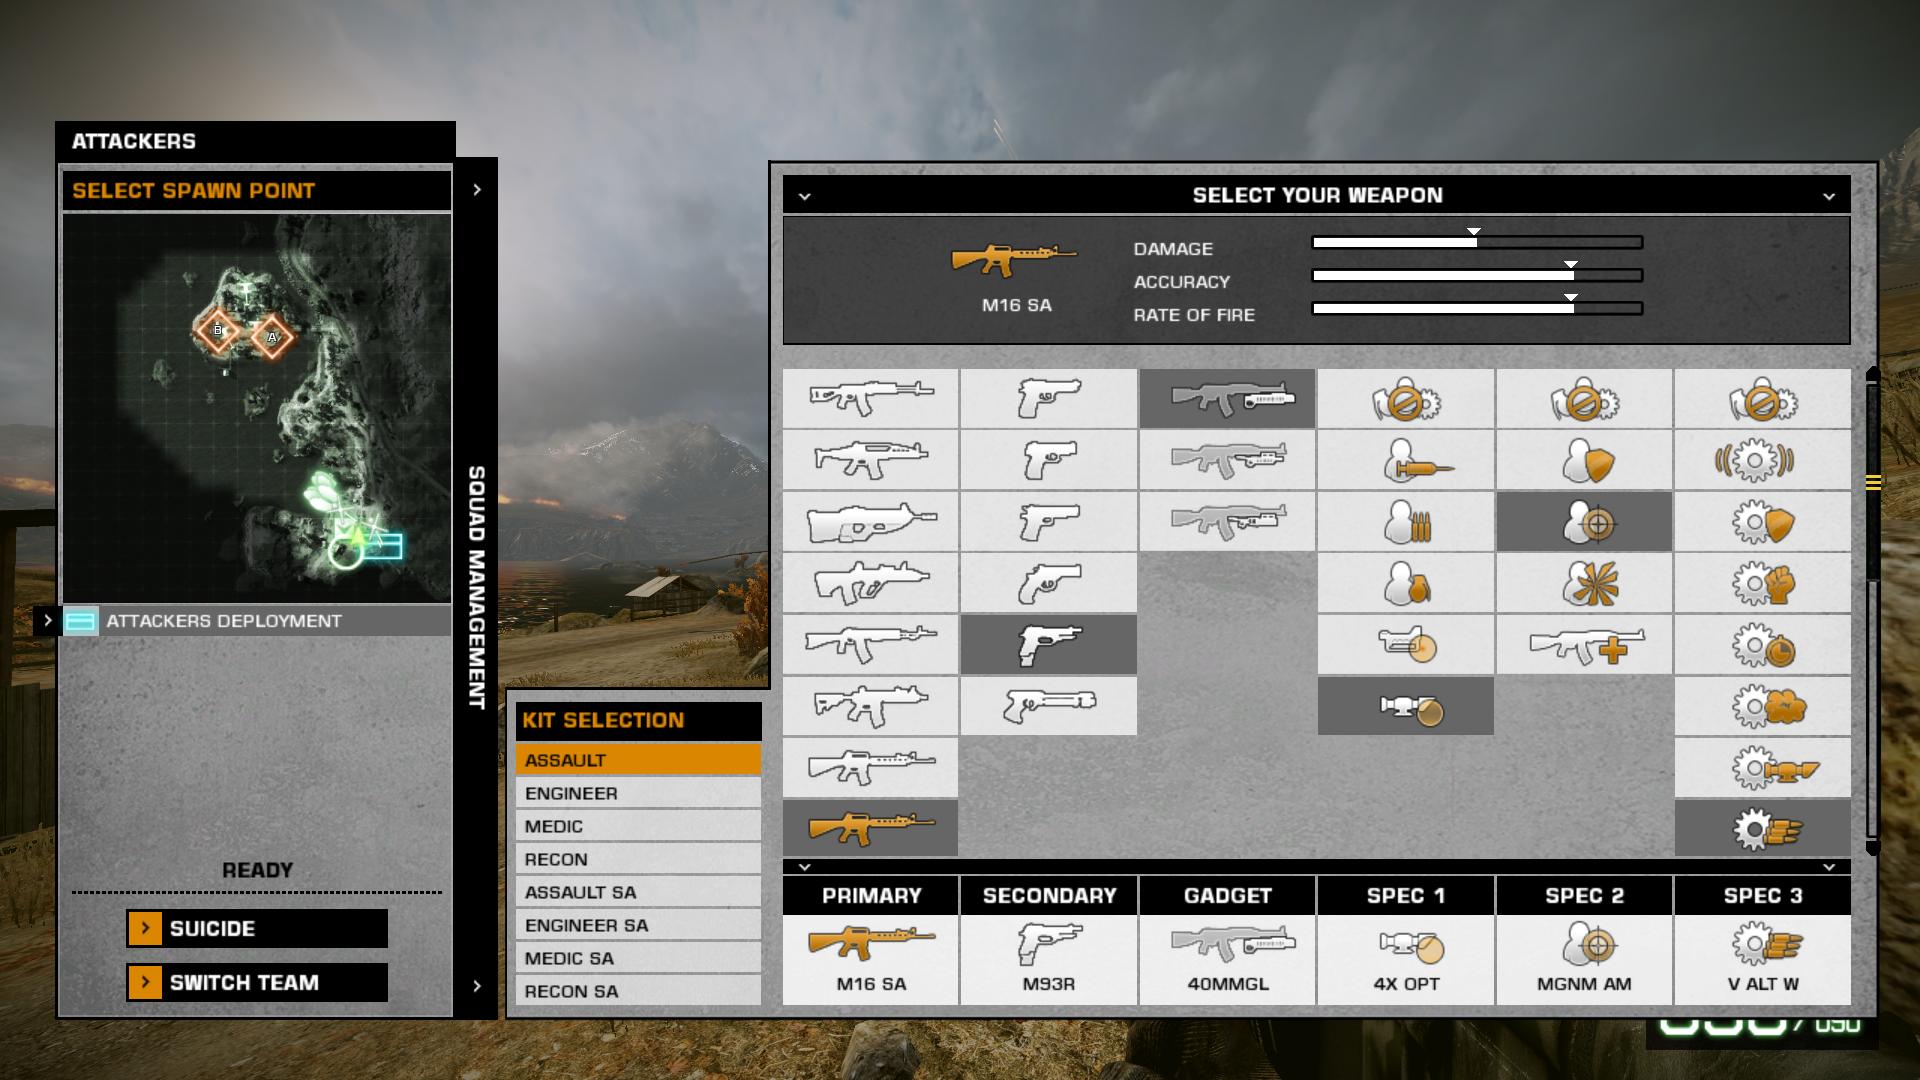 ATTACKERS
SELECT SPAWN POINT
B
A
ATTACKERS DEPLOYMENT
READY
SUICIDE
SWITCH TEAM
SQUAD MANAGEMENT
KIT SELECTION
ASSAULT
ENGINEER
MEDIC
RECON
ASSAULT SA
ENGINEER SA
MEDIC SA
RECON SA
SELECT YOUR WEAPON
M16 SA
DAMAGE
ACCURACY
RATE OF FIRE
PRIMARY SECONDARY GADGET SPEC 1 SPEC 2 SPEC 3
M16 SA M93R 40MMGL 4X OPT MGNM AM V ALT W